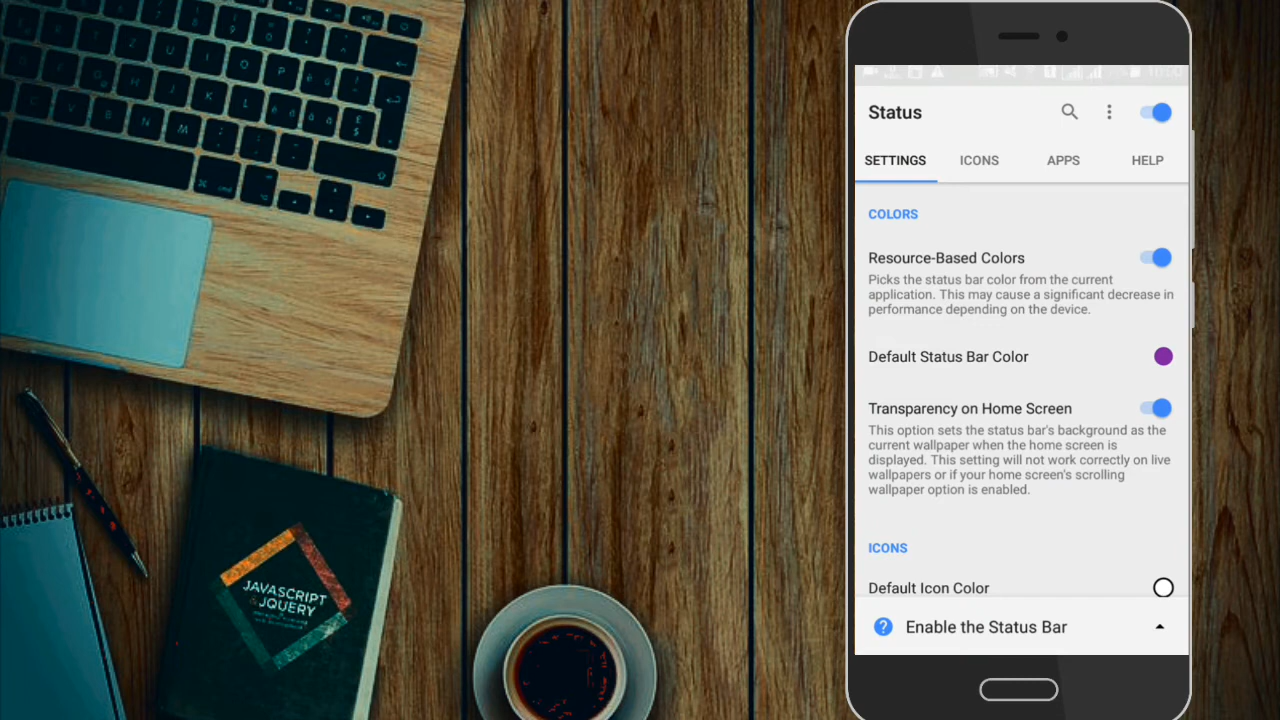 Status
SETTINGS ICONS APPS HELP
COLORS
Resource-Based Colors
Picks the status bar color from the current
application. This may cause a significant decrease in
performance depending on the device.
Default Status Bar Color
Transparency on Home Screen
This option sets the status bar's background as the
current wallpaper when the home screen is
displayed. This setting will not work correctly on live
wallpapers or if your home screen's scrolling
wallpaper option is enabled.
ICONS
Default Icon Color
Enable the Status Bar
JAVASCRIPT
& JQUERY